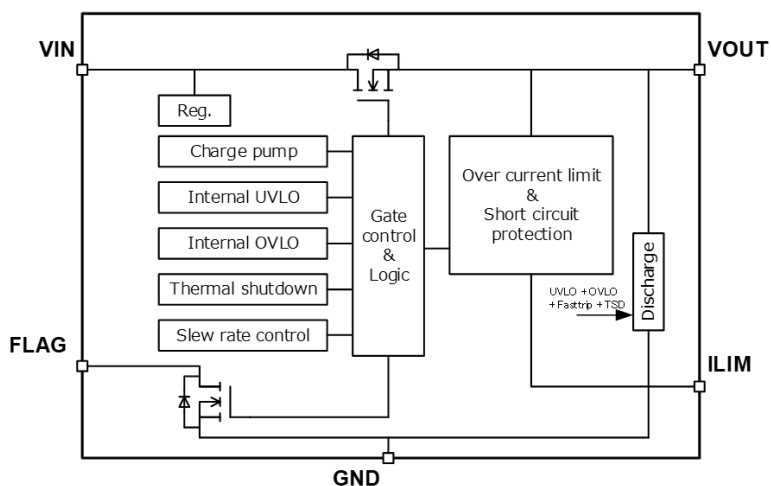 VIN
VOUT
Reg.
Charge pump
Internal UVLO
Internal OVLO
Thermal shutdown
Slew rate control
Gate
control
&
Logic
Over current limit
&
Short circuit
protection
UVLO +OVLO
+ Fasttrip + TSD
Discharge
FLAG
ILIM
GND